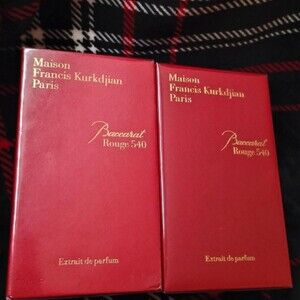 Maison
Francis Kurkdjian
Paris
Baccarat
Rouge 540
Extrait de parfum
Maison
Francis Kurkdjian
Paris
Baccarat
Rouge 540
Extrait de parfum